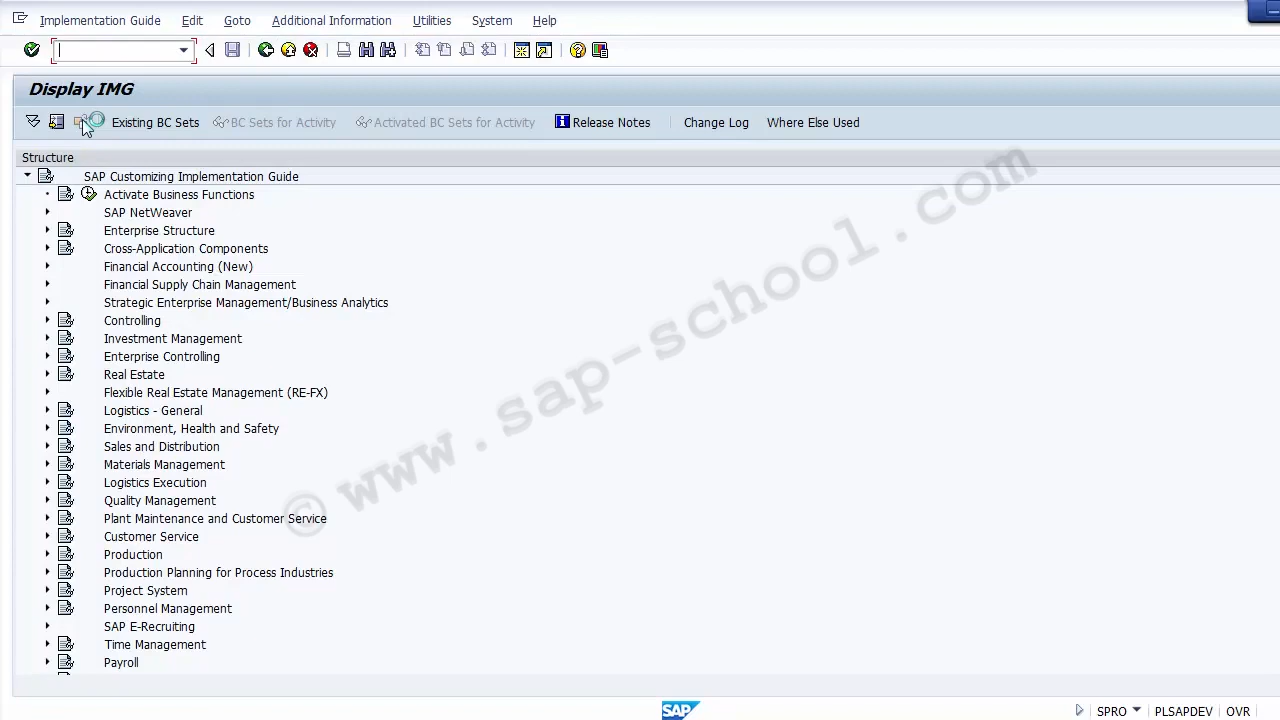 Implementation Guide Edit Goto Additional Information Utilities System Help
Display IMG
Existing BC Sets BC Sets for Activity Activated BC Sets for Activity i Release Notes Change Log Where Else Used
Structure
SAP Customizing Implementation Guide
Activate Business Functions
SAP NetWeaver
Enterprise Structure
Cross-Application Components
Financial Accounting (New)
Financial Supply Chain Management
Strategic Enterprise Management/Business Analytics
Controlling
Investment Management
Enterprise Controlling
Real Estate
Flexible Real Estate Management (RE-FX)
Logistics - General
Environment, Health and Safety
Sales and Distribution
Materials Management
Logistics Execution
Quality Management
Plant Maintenance and Customer Service
Customer Service
Production
Production Planning for Process Industries
Project System
Personnel Management
SAP E-Recruiting
Time Management
Payroll
© www.sap-school.com
SAP SPRO PLSAPDEV OVR